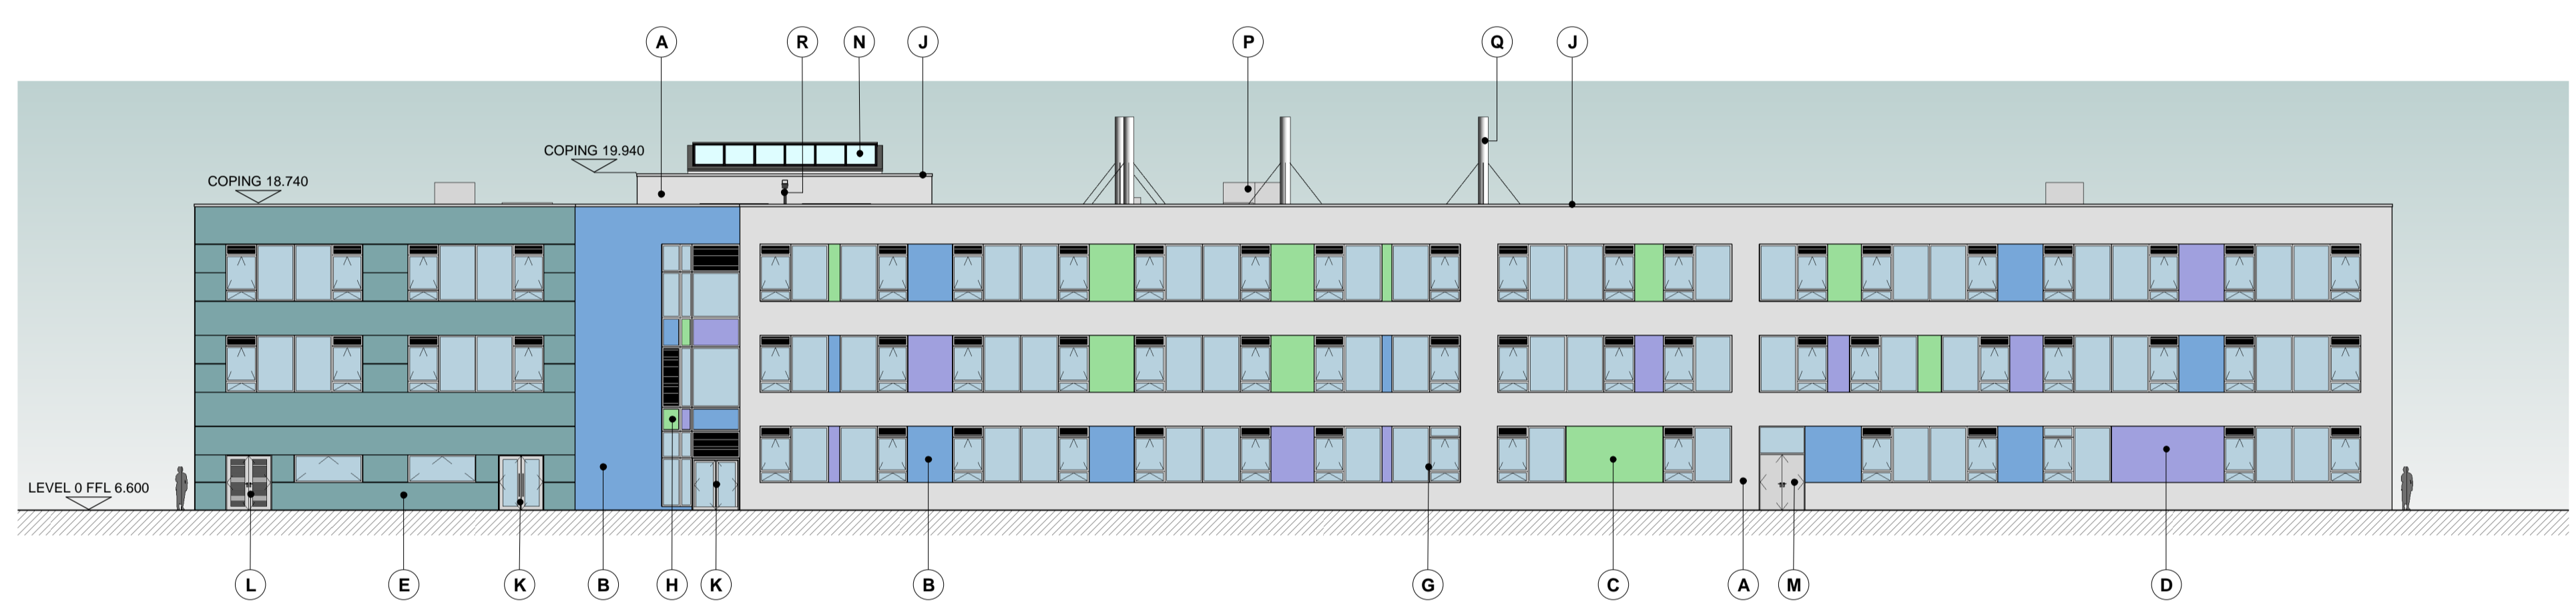 A R N J P Q J
COPING 19.940
COPING 18.740
LEVEL 0 FFL 6.600
L E K B H K B G C A M D